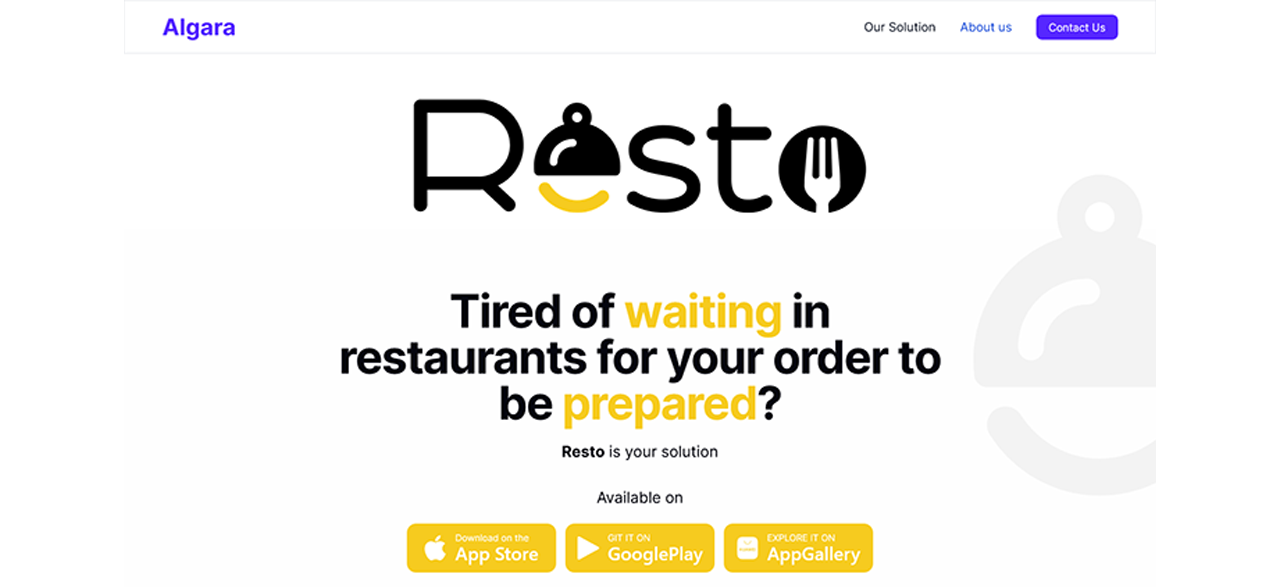 Algara
Our Solution
About us
Contact Us
Resto
Tired of waiting in
restaurants for your order to
be prepared?
Resto is your solution
Available on
Download on the
App Store
GIT IT ON
GooglePlay
EXPLORE IT ON
AppGallery